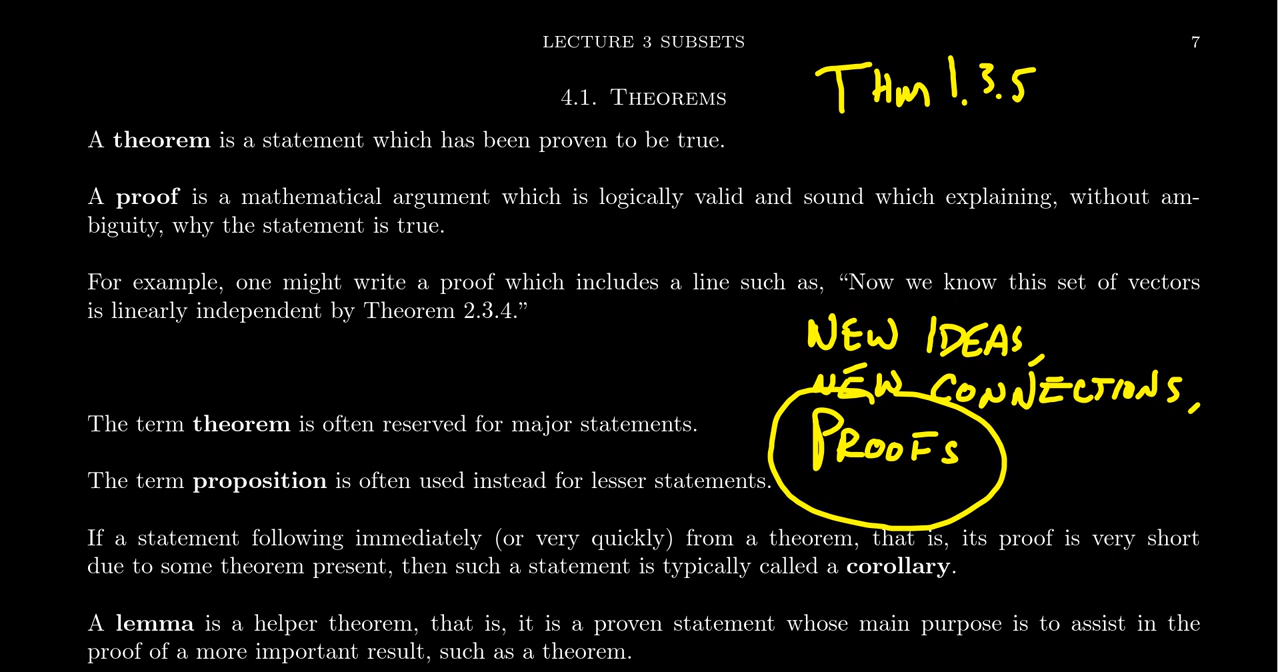 LECTURE 3 SUBSETS 7
THM 1.3.5
4.1. THEOREMS
A theorem is a statement which has been proven to be true.
A proof is a mathematical argument which is logically valid and sound which explaining, without am-
biguity, why the statement is true.
For example, one might write a proof which includes a line such as, “Now we know this set of vectors
is linearly independent by Theorem 2.3.4.”
NEW IDEAS,
NEW CONNECTIONS,
PROOFS
The term theorem is often reserved for major statements.
The term proposition is often used instead for lesser statements.
If a statement following immediately (or very quickly) from a theorem, that is, its proof is very short
due to some theorem present, then such a statement is typically called a corollary.
A lemma is a helper theorem, that is, it is a proven statement whose main purpose is to assist in the
proof of a more important result, such as a theorem.